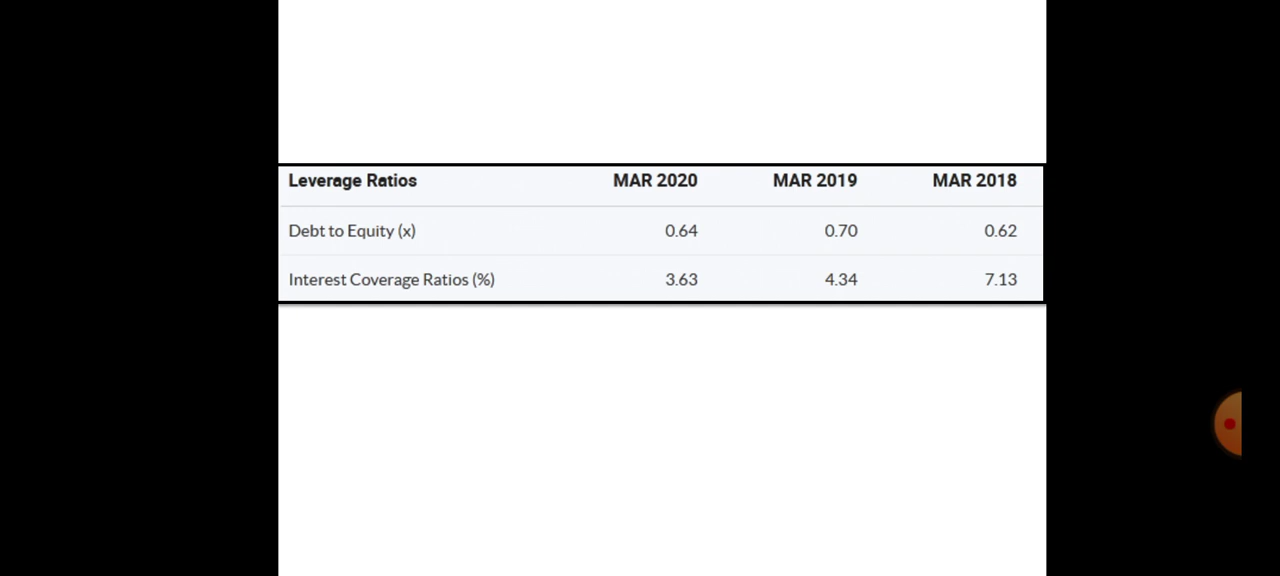 Leverage Ratios MAR 2020 MAR 2019 MAR 2018
Debt to Equity (x) 0.64 0.70 0.62
Interest Coverage Ratios (%) 3.63 4.34 7.13